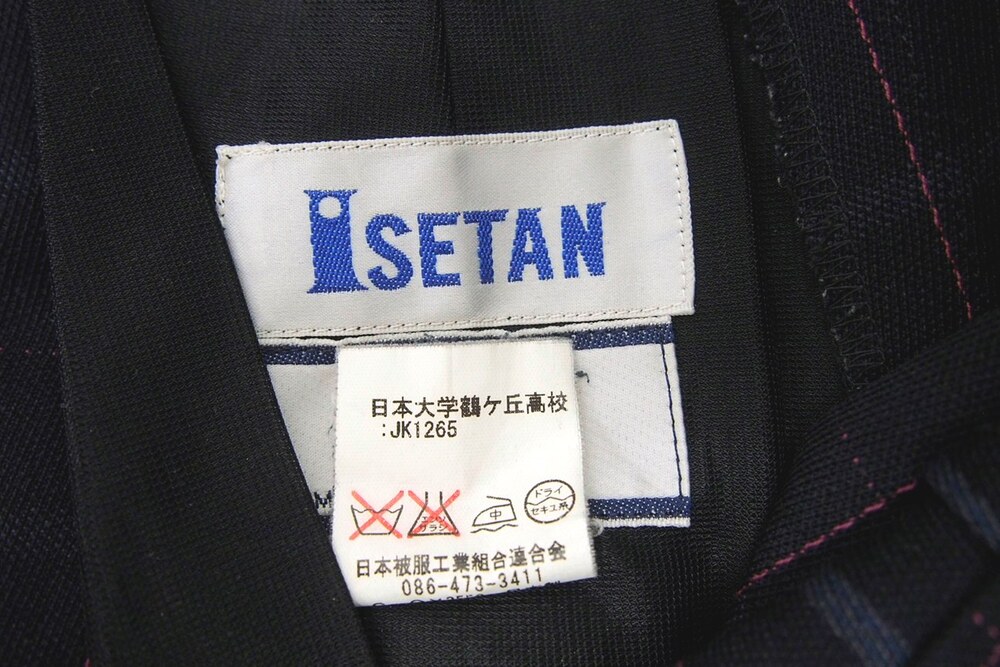 ISETAN
日本大学鶴ケ丘高校
:JK1265
中
ドライ
セキユ系
日本被服工業組合連合会
086-473-3411